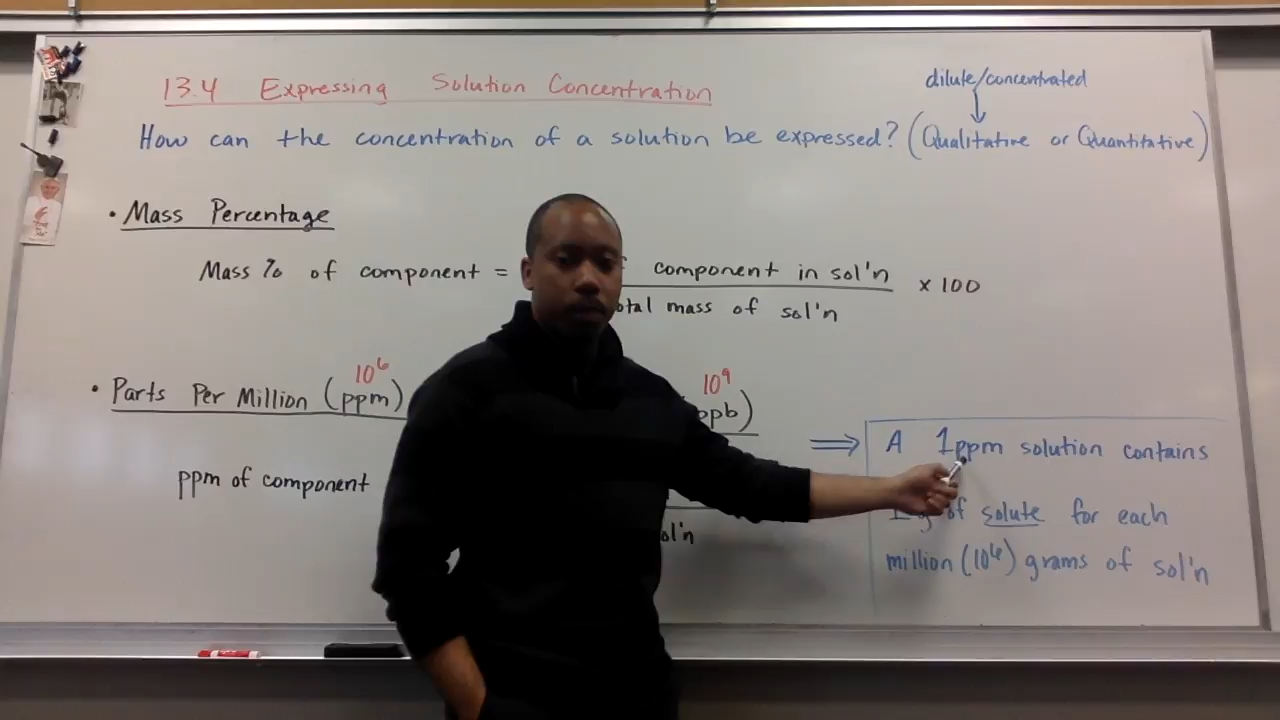 13.4 Expressing Solution Concentration
dilute/concentrated
How can the concentration of a solution be expressed? (Qualitative or Quantitative)
• Mass Percentage
Mass % of component = component in sol'n x 100
mass of sol'n
• Parts Per Million (ppm)
10⁶
10⁹
ppb)
ppm of component
⇒ A 1ppm solution contains
of solute for each
million (10⁶) grams of sol'n